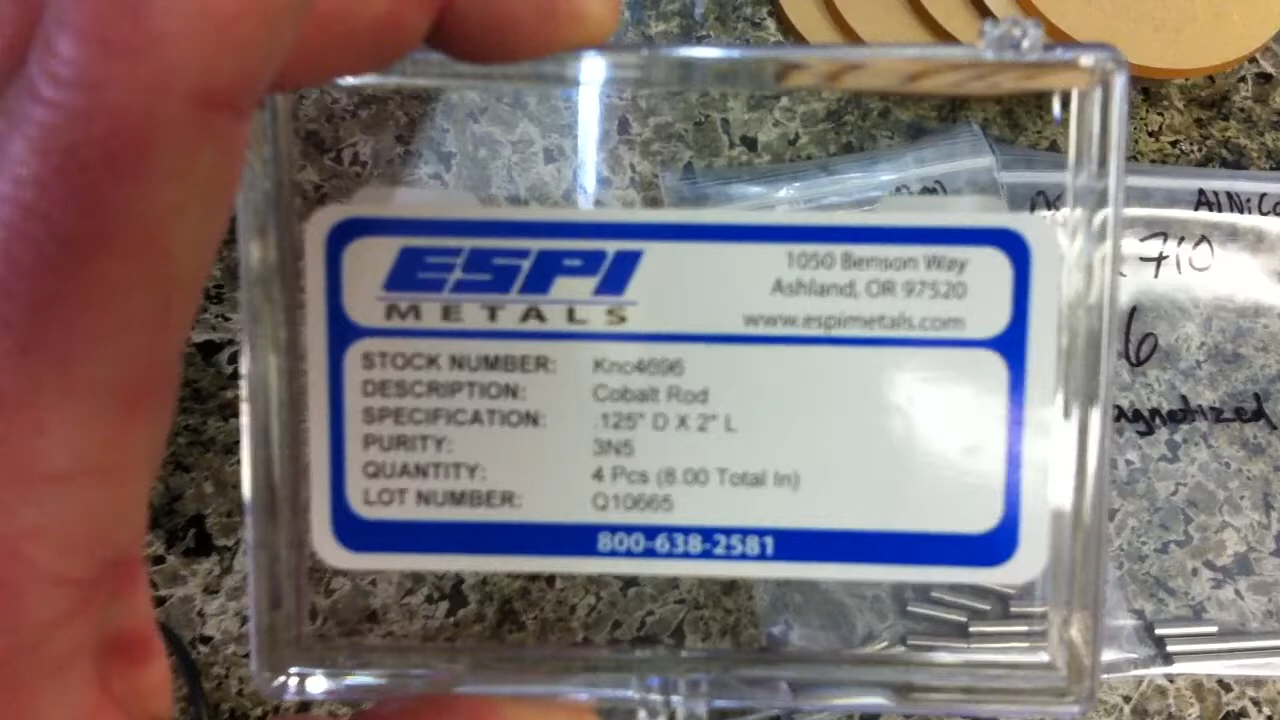 ESPI
METALS
1050 Benson Way
Ashland, OR 97520
www.espimetals.com
STOCK NUMBER: Kno4696
DESCRIPTION: Cobalt Rod
SPECIFICATION: .125" D X 2" L
PURITY: 3N5
QUANTITY: 4 Pcs (8.00 Total In)
LOT NUMBER: Q10665
800-638-2581
AlNiCo
710
6